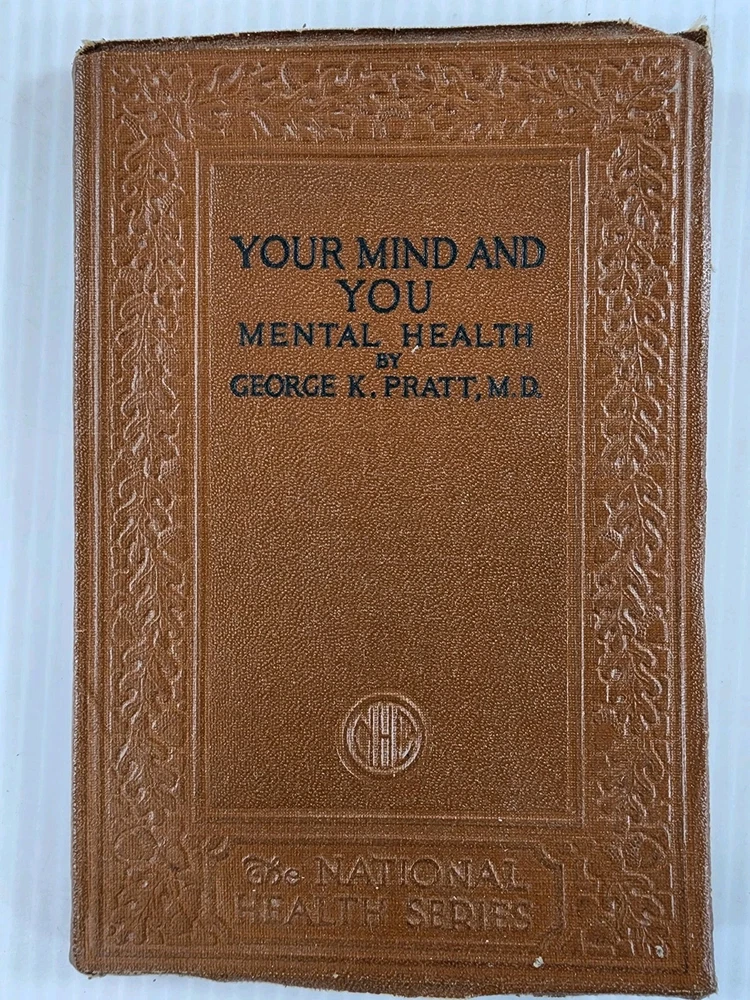 YOUR MIND AND
YOU
MENTAL HEALTH
BY
GEORGE K. PRATT, M.D.
NHC
The NATIONAL
HEALTH SERIES